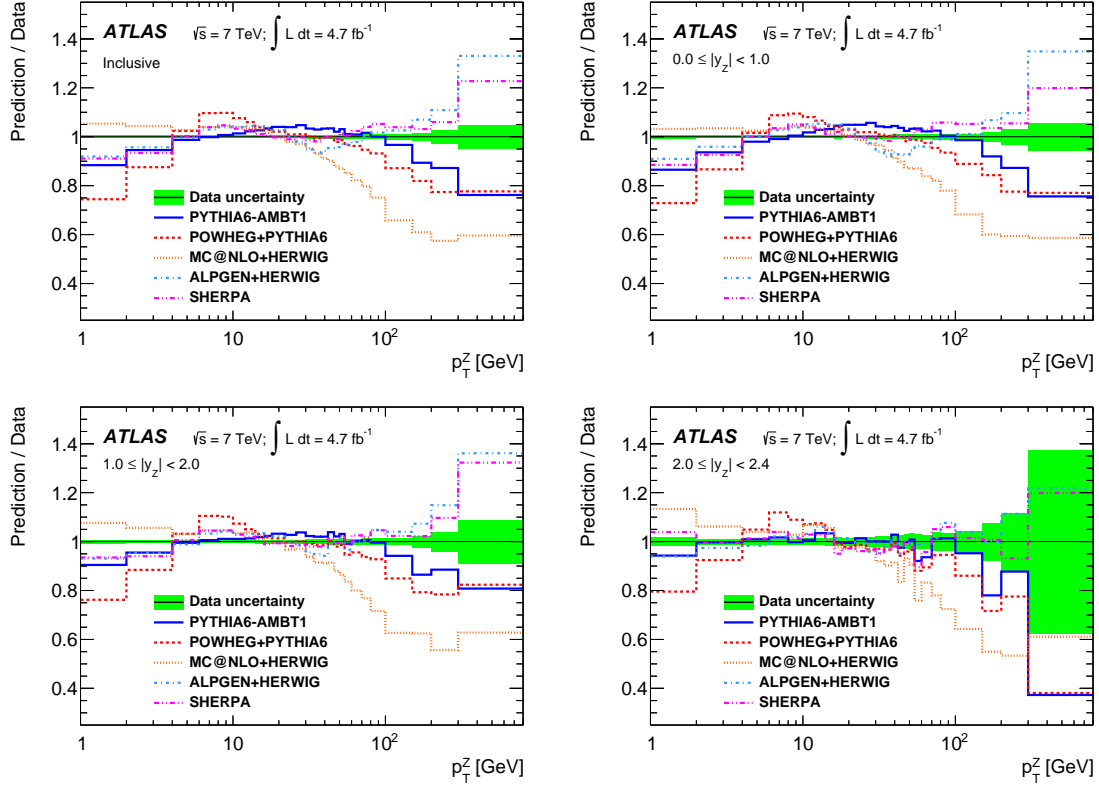 Prediction / Data
ATLAS
√s = 7 TeV; ∫ L dt = 4.7 fb⁻¹
Inclusive
1.4
1.2
1
0.8
0.6
0.4
Data uncertainty
PYTHIA6-AMBT1
POWHEG+PYTHIA6
MC@NLO+HERWIG
ALPGEN+HERWIG
SHERPA
1 10 10²
p_T^Z [GeV]
Prediction / Data
ATLAS
√s = 7 TeV; ∫ L dt = 4.7 fb⁻¹
0.0 ≤ |y_Z| < 1.0
1.4
1.2
1
0.8
0.6
0.4
Data uncertainty
PYTHIA6-AMBT1
POWHEG+PYTHIA6
MC@NLO+HERWIG
ALPGEN+HERWIG
SHERPA
1 10 10²
p_T^Z [GeV]
Prediction / Data
ATLAS
√s = 7 TeV; ∫ L dt = 4.7 fb⁻¹
1.0 ≤ |y_Z| < 2.0
1.4
1.2
1
0.8
0.6
0.4
Data uncertainty
PYTHIA6-AMBT1
POWHEG+PYTHIA6
MC@NLO+HERWIG
ALPGEN+HERWIG
SHERPA
1 10 10²
p_T^Z [GeV]
Prediction / Data
ATLAS
√s = 7 TeV; ∫ L dt = 4.7 fb⁻¹
2.0 ≤ |y_Z| < 2.4
1.4
1.2
1
0.8
0.6
0.4
Data uncertainty
PYTHIA6-AMBT1
POWHEG+PYTHIA6
MC@NLO+HERWIG
ALPGEN+HERWIG
SHERPA
1 10 10²
p_T^Z [GeV]